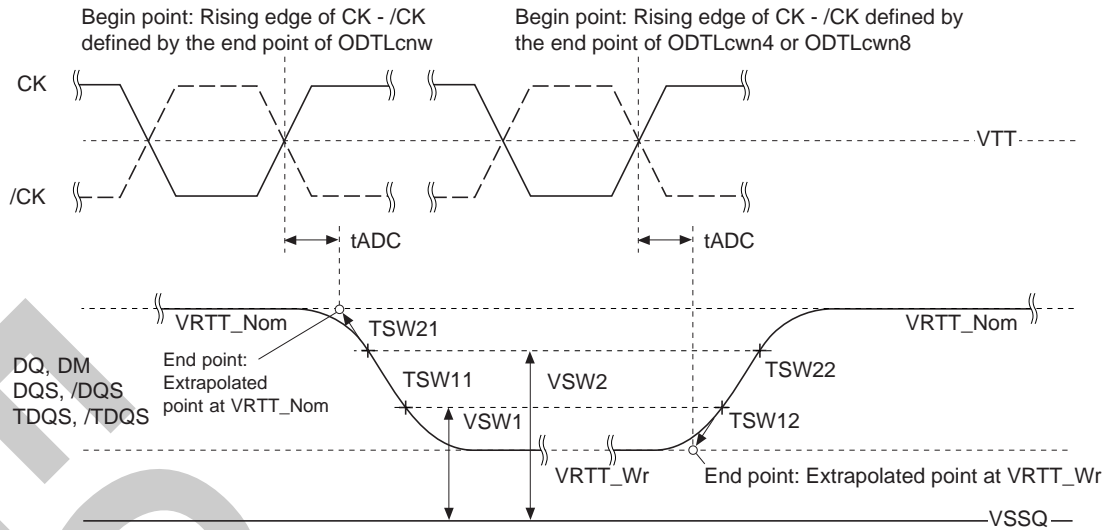 Begin point: Rising edge of CK - /CK
defined by the end point of ODTLcnw
Begin point: Rising edge of CK - /CK defined by
the end point of ODTLcwn4 or ODTLcwn8
CK
VTT
/CK
tADC
tADC
VRTT_Nom
TSW21
VRTT_Nom
End point:
Extrapolated
point at VRTT_Nom
DQ, DM
DQS, /DQS
TDQS, /TDQS
TSW11
VSW2
TSW22
VSW1
TSW12
VRTT_Wr
End point: Extrapolated point at VRTT_Wr
VSSQ